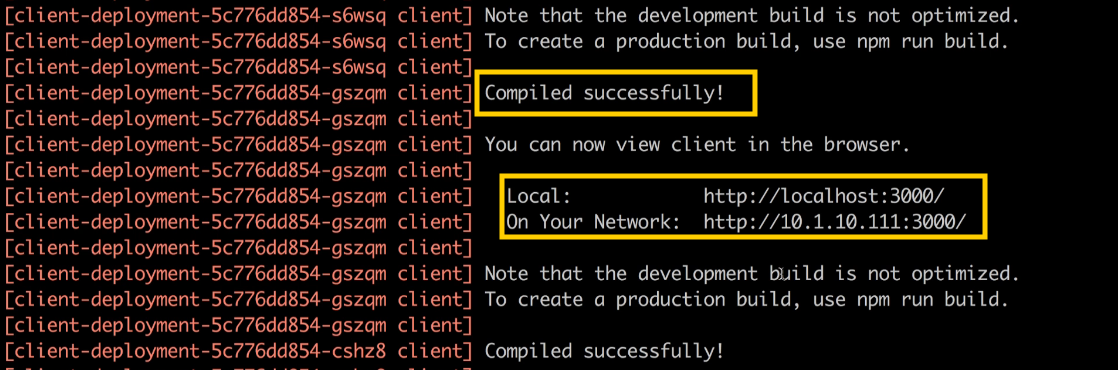 [client-deployment-5c776dd854-s6wsq client] Note that the development build is not optimized.
[client-deployment-5c776dd854-s6wsq client] To create a production build, use npm run build.
[client-deployment-5c776dd854-s6wsq client]
[client-deployment-5c776dd854-gszqm client] Compiled successfully!
[client-deployment-5c776dd854-gszqm client]
[client-deployment-5c776dd854-gszqm client] You can now view client in the browser.
[client-deployment-5c776dd854-gszqm client]
[client-deployment-5c776dd854-gszqm client] Local: http://localhost:3000/
[client-deployment-5c776dd854-gszqm client] On Your Network: http://10.1.10.111:3000/
[client-deployment-5c776dd854-gszqm client]
[client-deployment-5c776dd854-gszqm client] Note that the development build is not optimized.
[client-deployment-5c776dd854-gszqm client] To create a production build, use npm run build.
[client-deployment-5c776dd854-gszqm client]
[client-deployment-5c776dd854-cshz8 client] Compiled successfully!